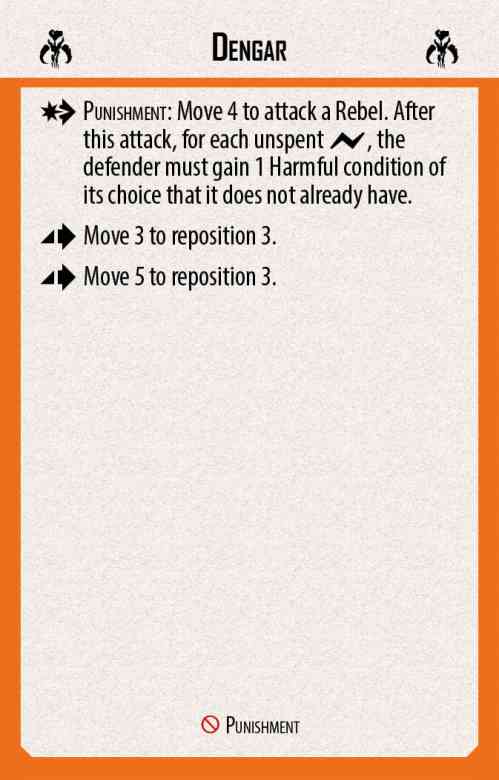 Dengar
Punishment: Move 4 to attack a Rebel. After
this attack, for each unspent , the
defender must gain 1 Harmful condition of
its choice that it does not already have.
Move 3 to reposition 3.
Move 5 to reposition 3.
Punishment